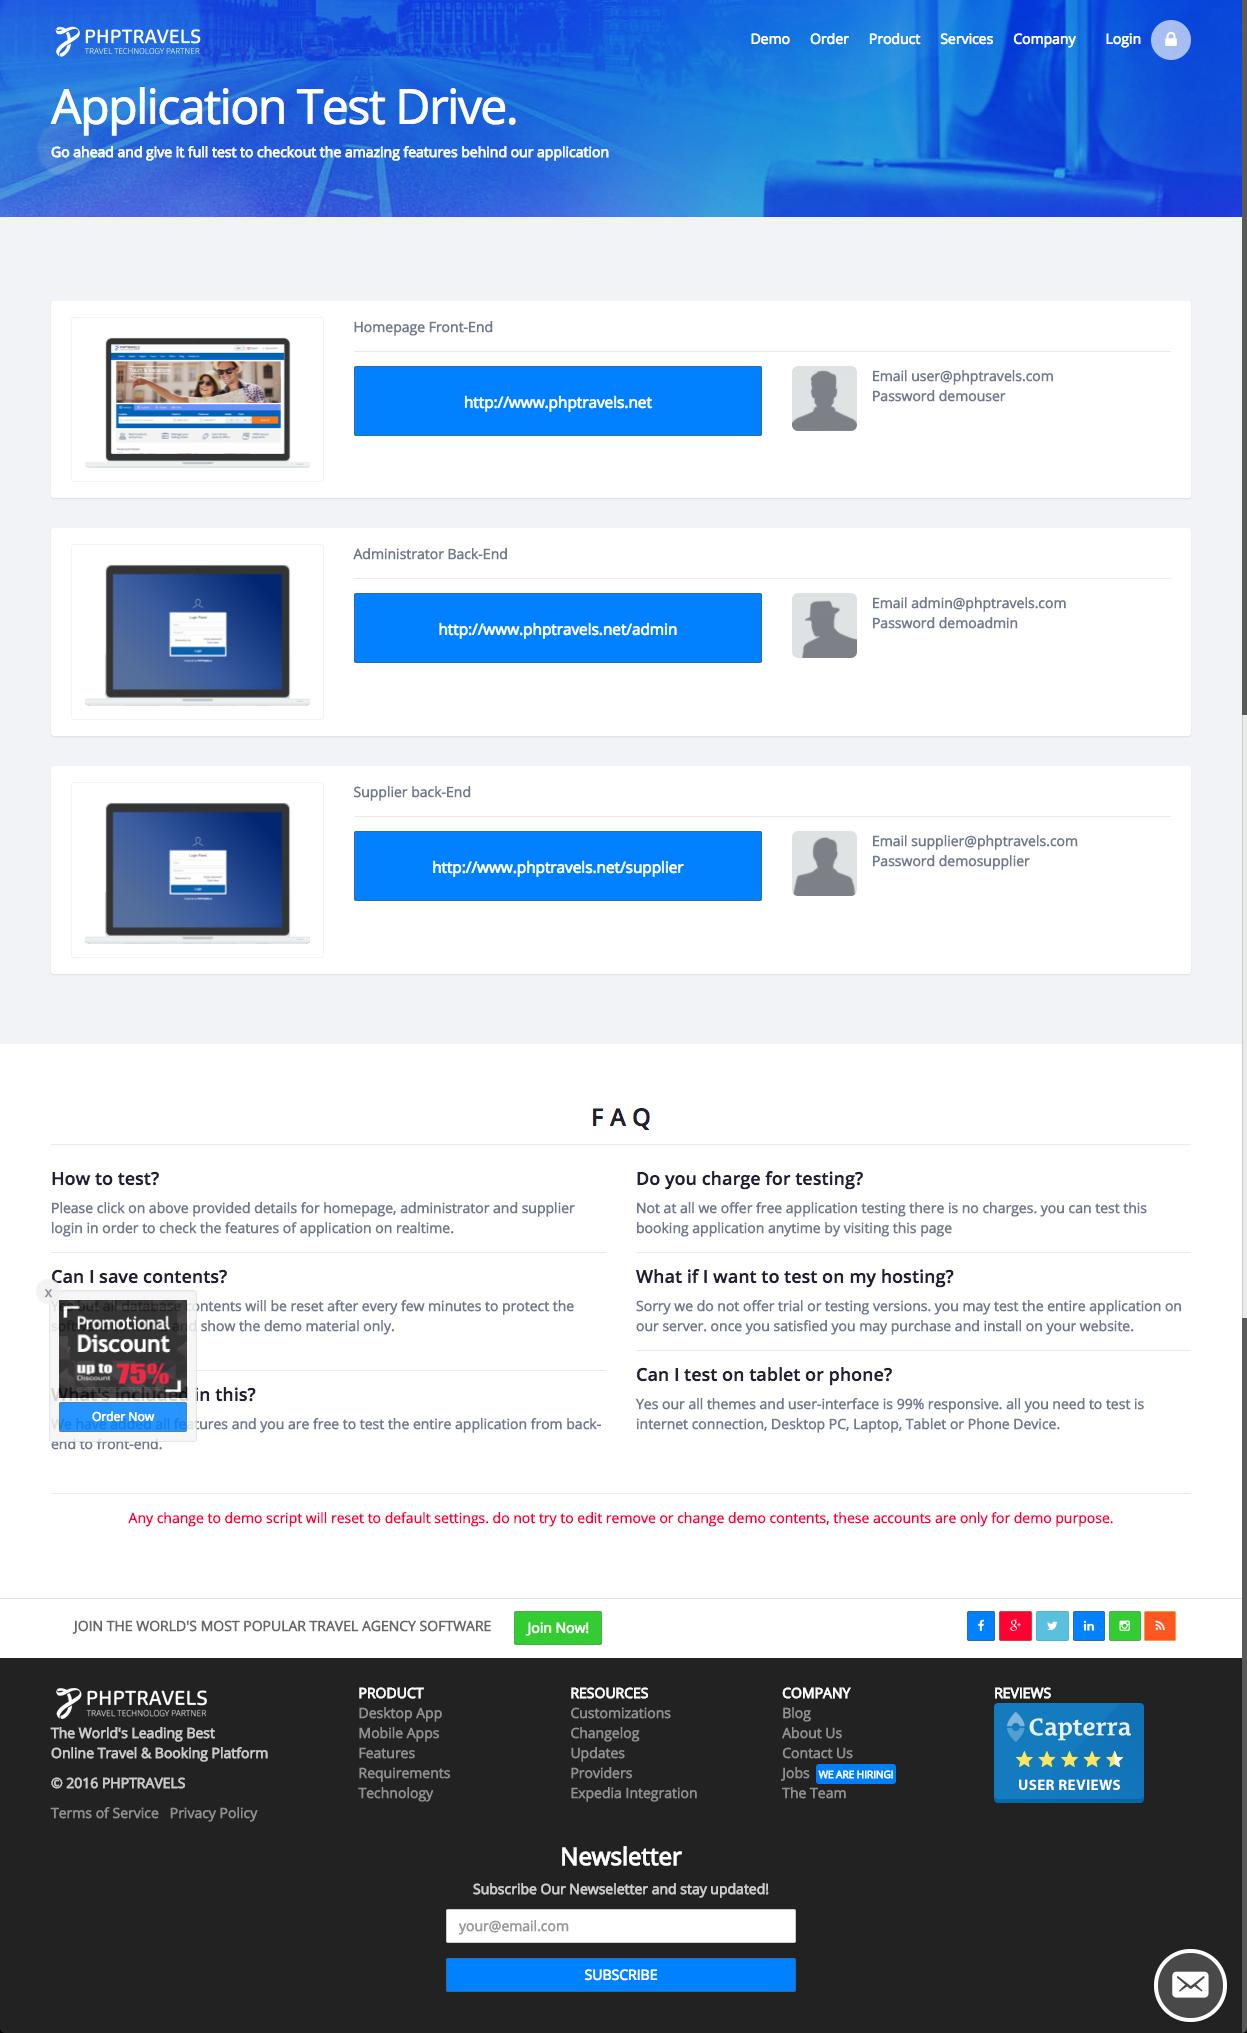 PHPTRAVELS
TRAVEL TECHNOLOGY PARTNER
Demo Order Product Services Company Login
Application Test Drive.
Go ahead and give it full test to checkout the amazing features behind our application
Homepage Front-End
http://www.phptravels.net
Email user@phptravels.com
Password demouser
Administrator Back-End
http://www.phptravels.net/admin
Email admin@phptravels.com
Password demoadmin
Supplier back-End
http://www.phptravels.net/supplier
Email supplier@phptravels.com
Password demosupplier
F A Q
How to test?
Please click on above provided details for homepage, administrator and supplier
login in order to check the features of application on realtime.
Can I save contents?
contents will be reset after every few minutes to protect the
show the demo material only.
What's included in this?
We have added all features and you are free to test the entire application from back-
end to front-end.
x
Promotional
Discount
up to 75%
Discount
Order Now
Do you charge for testing?
Not at all we offer free application testing there is no charges. you can test this
booking application anytime by visiting this page
What if I want to test on my hosting?
Sorry we do not offer trial or testing versions. you may test the entire application on
our server. once you satisfied you may purchase and install on your website.
Can I test on tablet or phone?
Yes our all themes and user-interface is 99% responsive. all you need to test is
internet connection, Desktop PC, Laptop, Tablet or Phone Device.
Any change to demo script will reset to default settings. do not try to edit remove or change demo contents, these accounts are only for demo purpose.
JOIN THE WORLD'S MOST POPULAR TRAVEL AGENCY SOFTWARE
Join Now!
PHPTRAVELS
TRAVEL TECHNOLOGY PARTNER
The World's Leading Best
Online Travel & Booking Platform
© 2016 PHPTRAVELS
Terms of Service Privacy Policy
PRODUCT
Desktop App
Mobile Apps
Features
Requirements
Technology
RESOURCES
Customizations
Changelog
Updates
Providers
Expedia Integration
COMPANY
Blog
About Us
Contact Us
Jobs WE ARE HIRING!
The Team
REVIEWS
Capterra
USER REVIEWS
Newsletter
Subscribe Our Newseletter and stay updated!
your@email.com
SUBSCRIBE